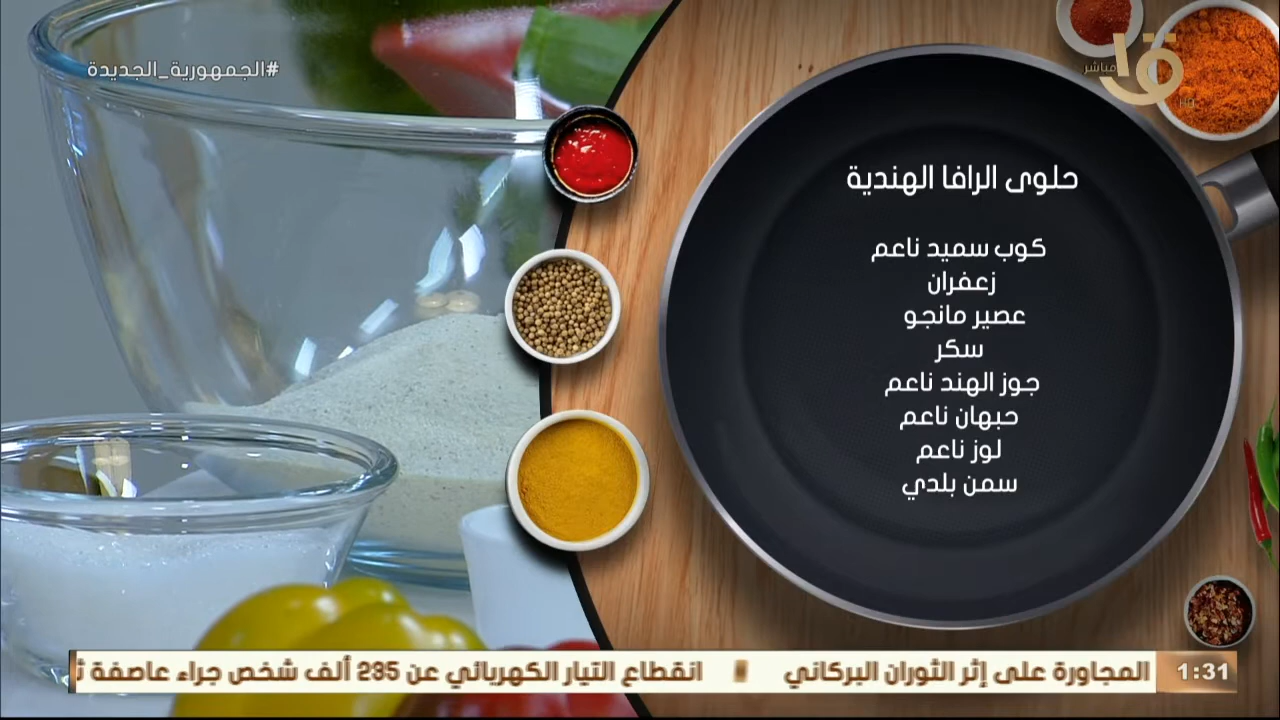 #الجمهورية_الجديدة
مباشر
HD
حلوى الرافا الهندية
كوب سميد ناعم
زعفران
عصير مانجو
سكر
جوز الهند ناعم
حبهان ناعم
لوز ناعم
سمن بلدي
1:31
المجاورة على إثر الثوران البركاني
انقطاع التيار الكهربائي عن 235 ألف شخص جراء عاصفة